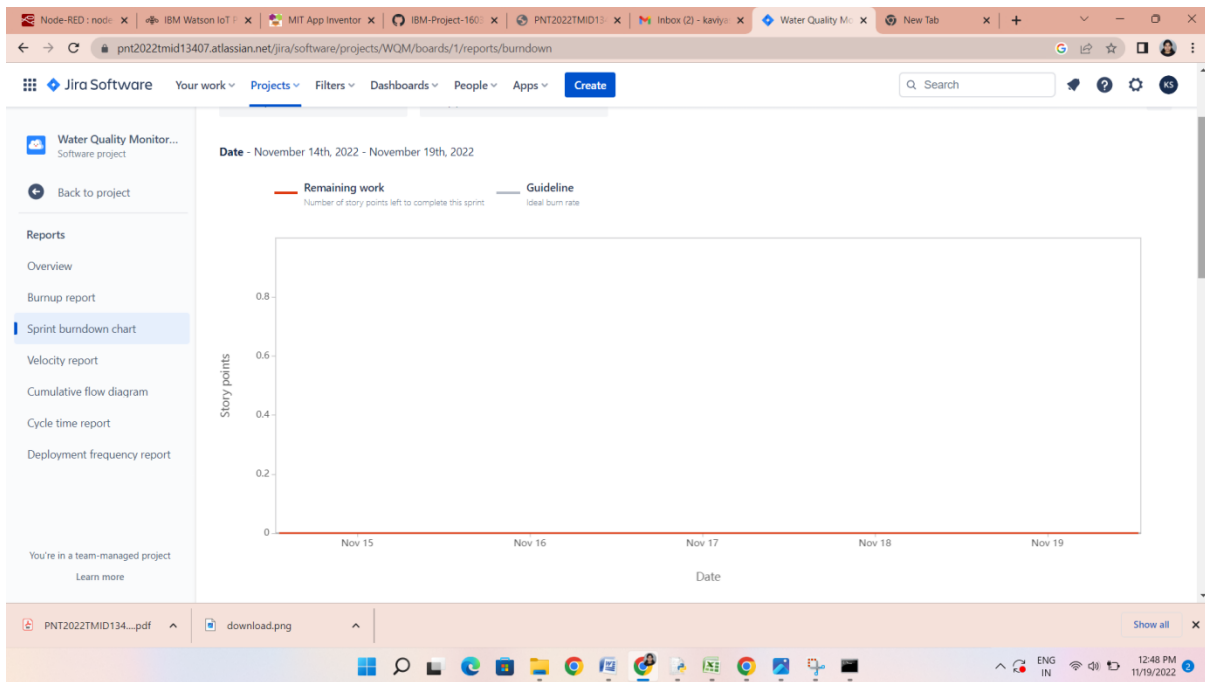 Node-RED : node
IBM Watson IoT P
MIT App Inventor
IBM-Project-1603
PNT2022TMID134
Inbox (2) - kaviya
Water Quality Mo
New Tab
pnt2022tmid13407.atlassian.net/jira/software/projects/WQM/boards/1/reports/burndown
Jira Software
Your work
Projects
Filters
Dashboards
People
Apps
Create
Search
KS
Water Quality Monitor...
Software project
Back to project
Reports
Overview
Burnup report
Sprint burndown chart
Velocity report
Cumulative flow diagram
Cycle time report
Deployment frequency report
You're in a team-managed project
Learn more
Date - November 14th, 2022 - November 19th, 2022
Remaining work
Number of story points left to complete this sprint
Guideline
Ideal burn rate
Story points
0.8
0.6
0.4
0.2
0
Nov 15
Nov 16
Nov 17
Nov 18
Nov 19
Date
PNT2022TMID134....pdf
download.png
Show all
ENG
IN
12:48 PM
11/19/2022
2